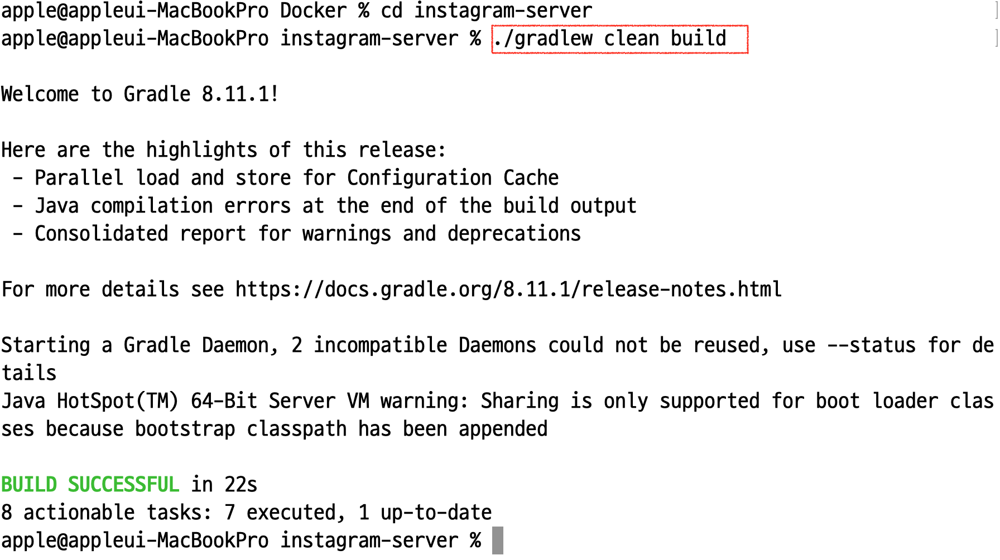 apple@appleui-MacBookPro Docker % cd instagram-server
apple@appleui-MacBookPro instagram-server % ./gradlew clean build
Welcome to Gradle 8.11.1!
Here are the highlights of this release:
 - Parallel load and store for Configuration Cache
 - Java compilation errors at the end of the build output
 - Consolidated report for warnings and deprecations
For more details see https://docs.gradle.org/8.11.1/release-notes.html
Starting a Gradle Daemon, 2 incompatible Daemons could not be reused, use --status for de
tails
Java HotSpot(TM) 64-Bit Server VM warning: Sharing is only supported for boot loader clas
ses because bootstrap classpath has been appended
BUILD SUCCESSFUL in 22s
8 actionable tasks: 7 executed, 1 up-to-date
apple@appleui-MacBookPro instagram-server %